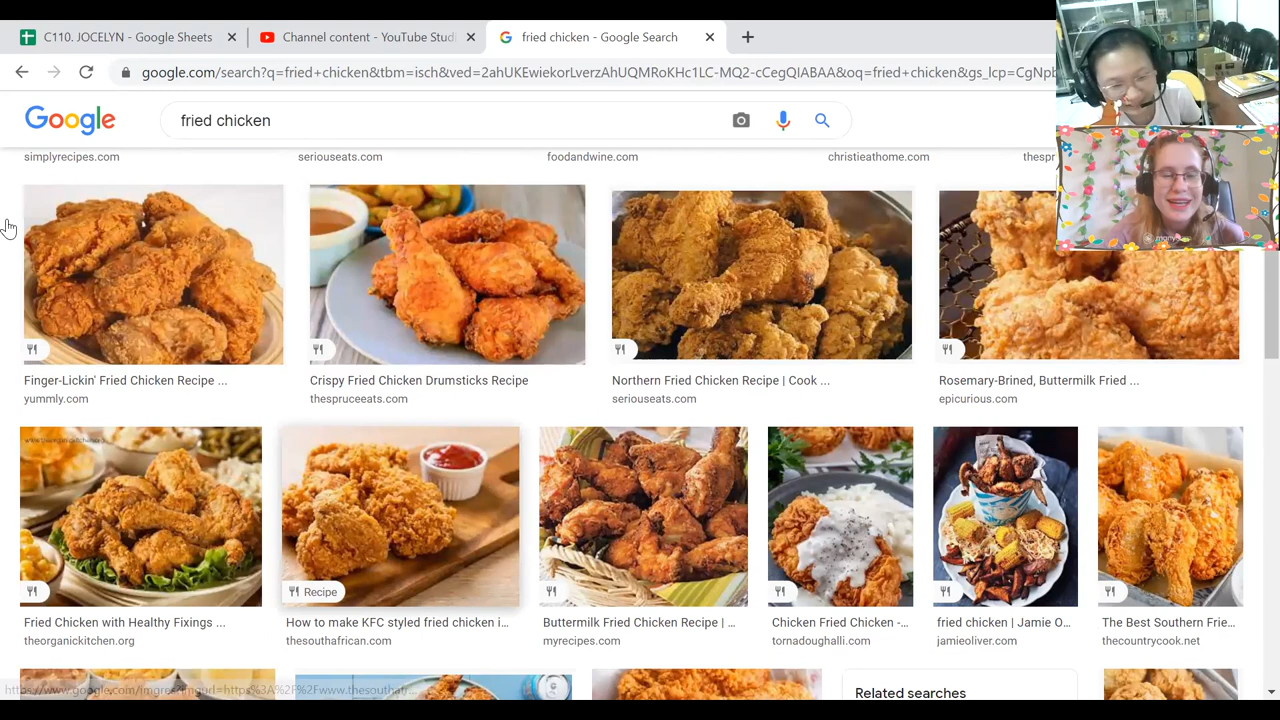 C110. JOCELYN - Google Sheets
Channel content - YouTube Studi
fried chicken - Google Search
google.com/search?q=fried+chicken&tbm=isch&ved=2ahUKEwiekorLverzAhUQMRoKHc1LC-MQ2-cCegQIABAA&oq=fried+chicken&gs_lcp=CgNpb
Google
fried chicken
simplyrecipes.com
seriouseats.com
foodandwine.com
christieathome.com
thespr
Finger-Lickin' Fried Chicken Recipe ...
yummly.com
Crispy Fried Chicken Drumsticks Recipe
thespruceeats.com
Northern Fried Chicken Recipe | Cook ...
seriouseats.com
Rosemary-Brined, Buttermilk Fried ...
epicurious.com
Recipe
Fried Chicken with Healthy Fixings ...
theorganickitchen.org
How to make KFC styled fried chicken i...
thesouthafrican.com
Buttermilk Fried Chicken Recipe | ...
myrecipes.com
Chicken Fried Chicken -...
tornadoughalli.com
fried chicken | Jamie O...
jamieoliver.com
The Best Southern Frie...
thecountrycook.net
Related searches